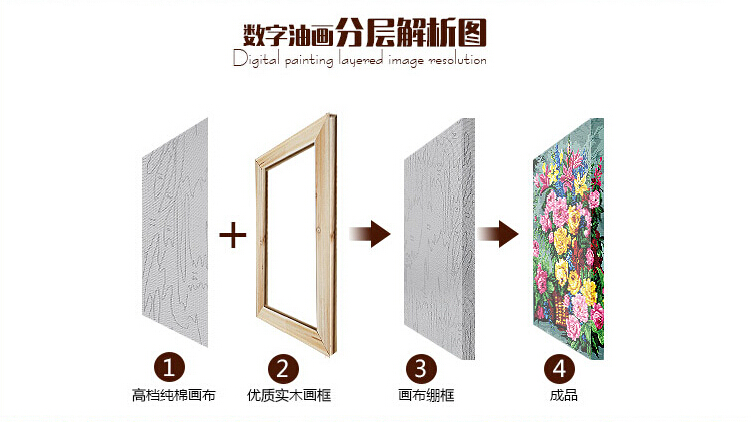 数字油画分层解析图
Digital painting layered image resolution
1
2
3
4
高档纯棉画布
优质实木画框
画布绷框
成品